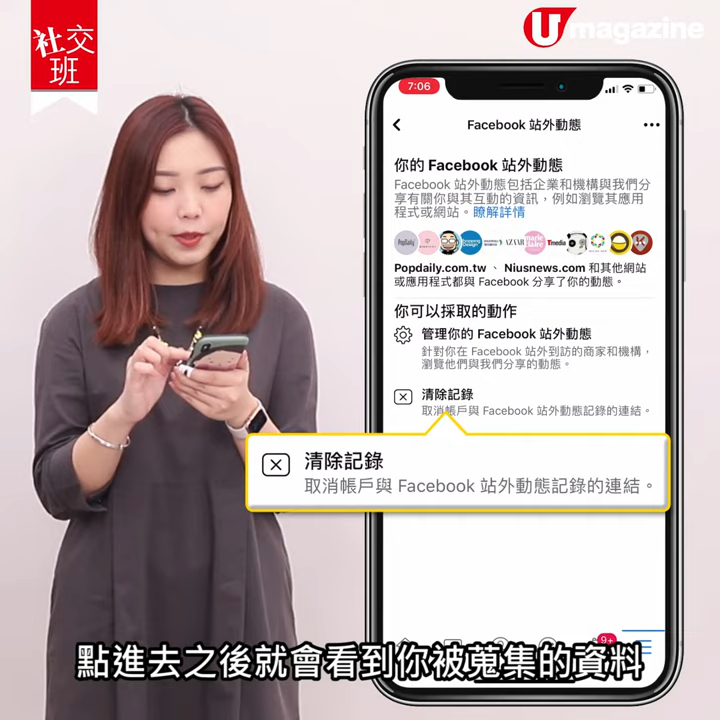 社交班
U magazine
7:06
Facebook 站外動態
你的 Facebook 站外動態
Facebook 站外動態包括企業和機構與我們分
享有關你與其互動的資訊，例如瀏覽其應用
程式或網站。瞭解詳情
PopDaily
BAZAAR
marie claire
Tmedia
Popdaily.com.tw 、 Niusnews.com 和其他網站
或應用程式都與 Facebook 分享了你的動態。
你可以採取的動作
管理你的 Facebook 站外動態
針對你在 Facebook 站外到訪的商家和機構，
瀏覽他們與我們分享的動態。
清除記錄
取消帳戶與 Facebook 站外動態記錄的連結。
清除記錄
取消帳戶與 Facebook 站外動態記錄的連結。
9+
點進去之後就會看到你被蒐集的資料